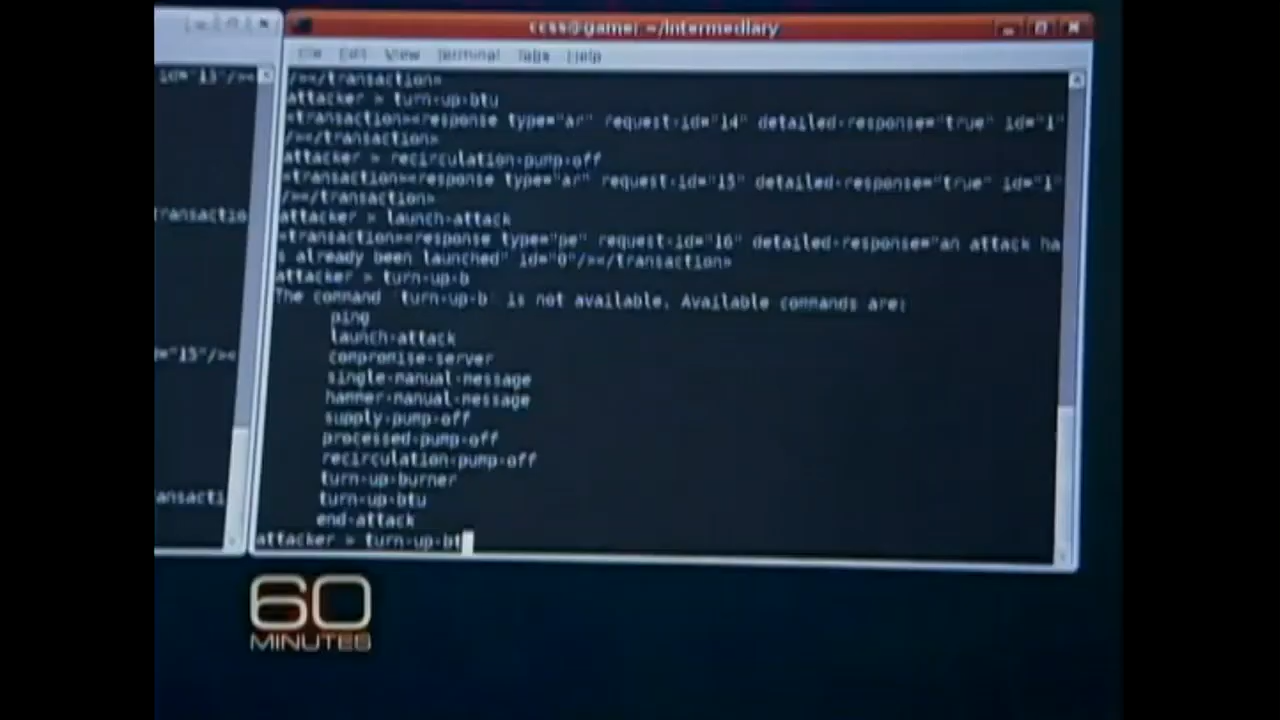 ccss@gamer:~/intermediary
File Edit View Terminal Tabs Help
id="13"/><
/></transaction>
attacker > turn-up-btu
<transaction><response type="ar" request-id="14" detailed-response="true" id="1"
/></transaction>
attacker > recirculation-pump-off
<transaction><response type="ar" request-id="15" detailed-response="true" id="1"
/></transaction>
ransactio
attacker > launch-attack
<transaction><response type="pe" request-id="16" detailed-response="an attack ha
s already been launched" id="0"/></transaction>
attacker > turn-up-b
The command `turn-up-b` is not available. Available commands are:
ping
launch-attack
="15"/><
compromise-server
single-manual-message
hammer-manual-message
supply-pump-off
processed-pump-off
recirculation-pump-off
turn-up-burner
ansacti
turn-up-btu
end-attack
attacker > turn-up-bt
60
MINUTES